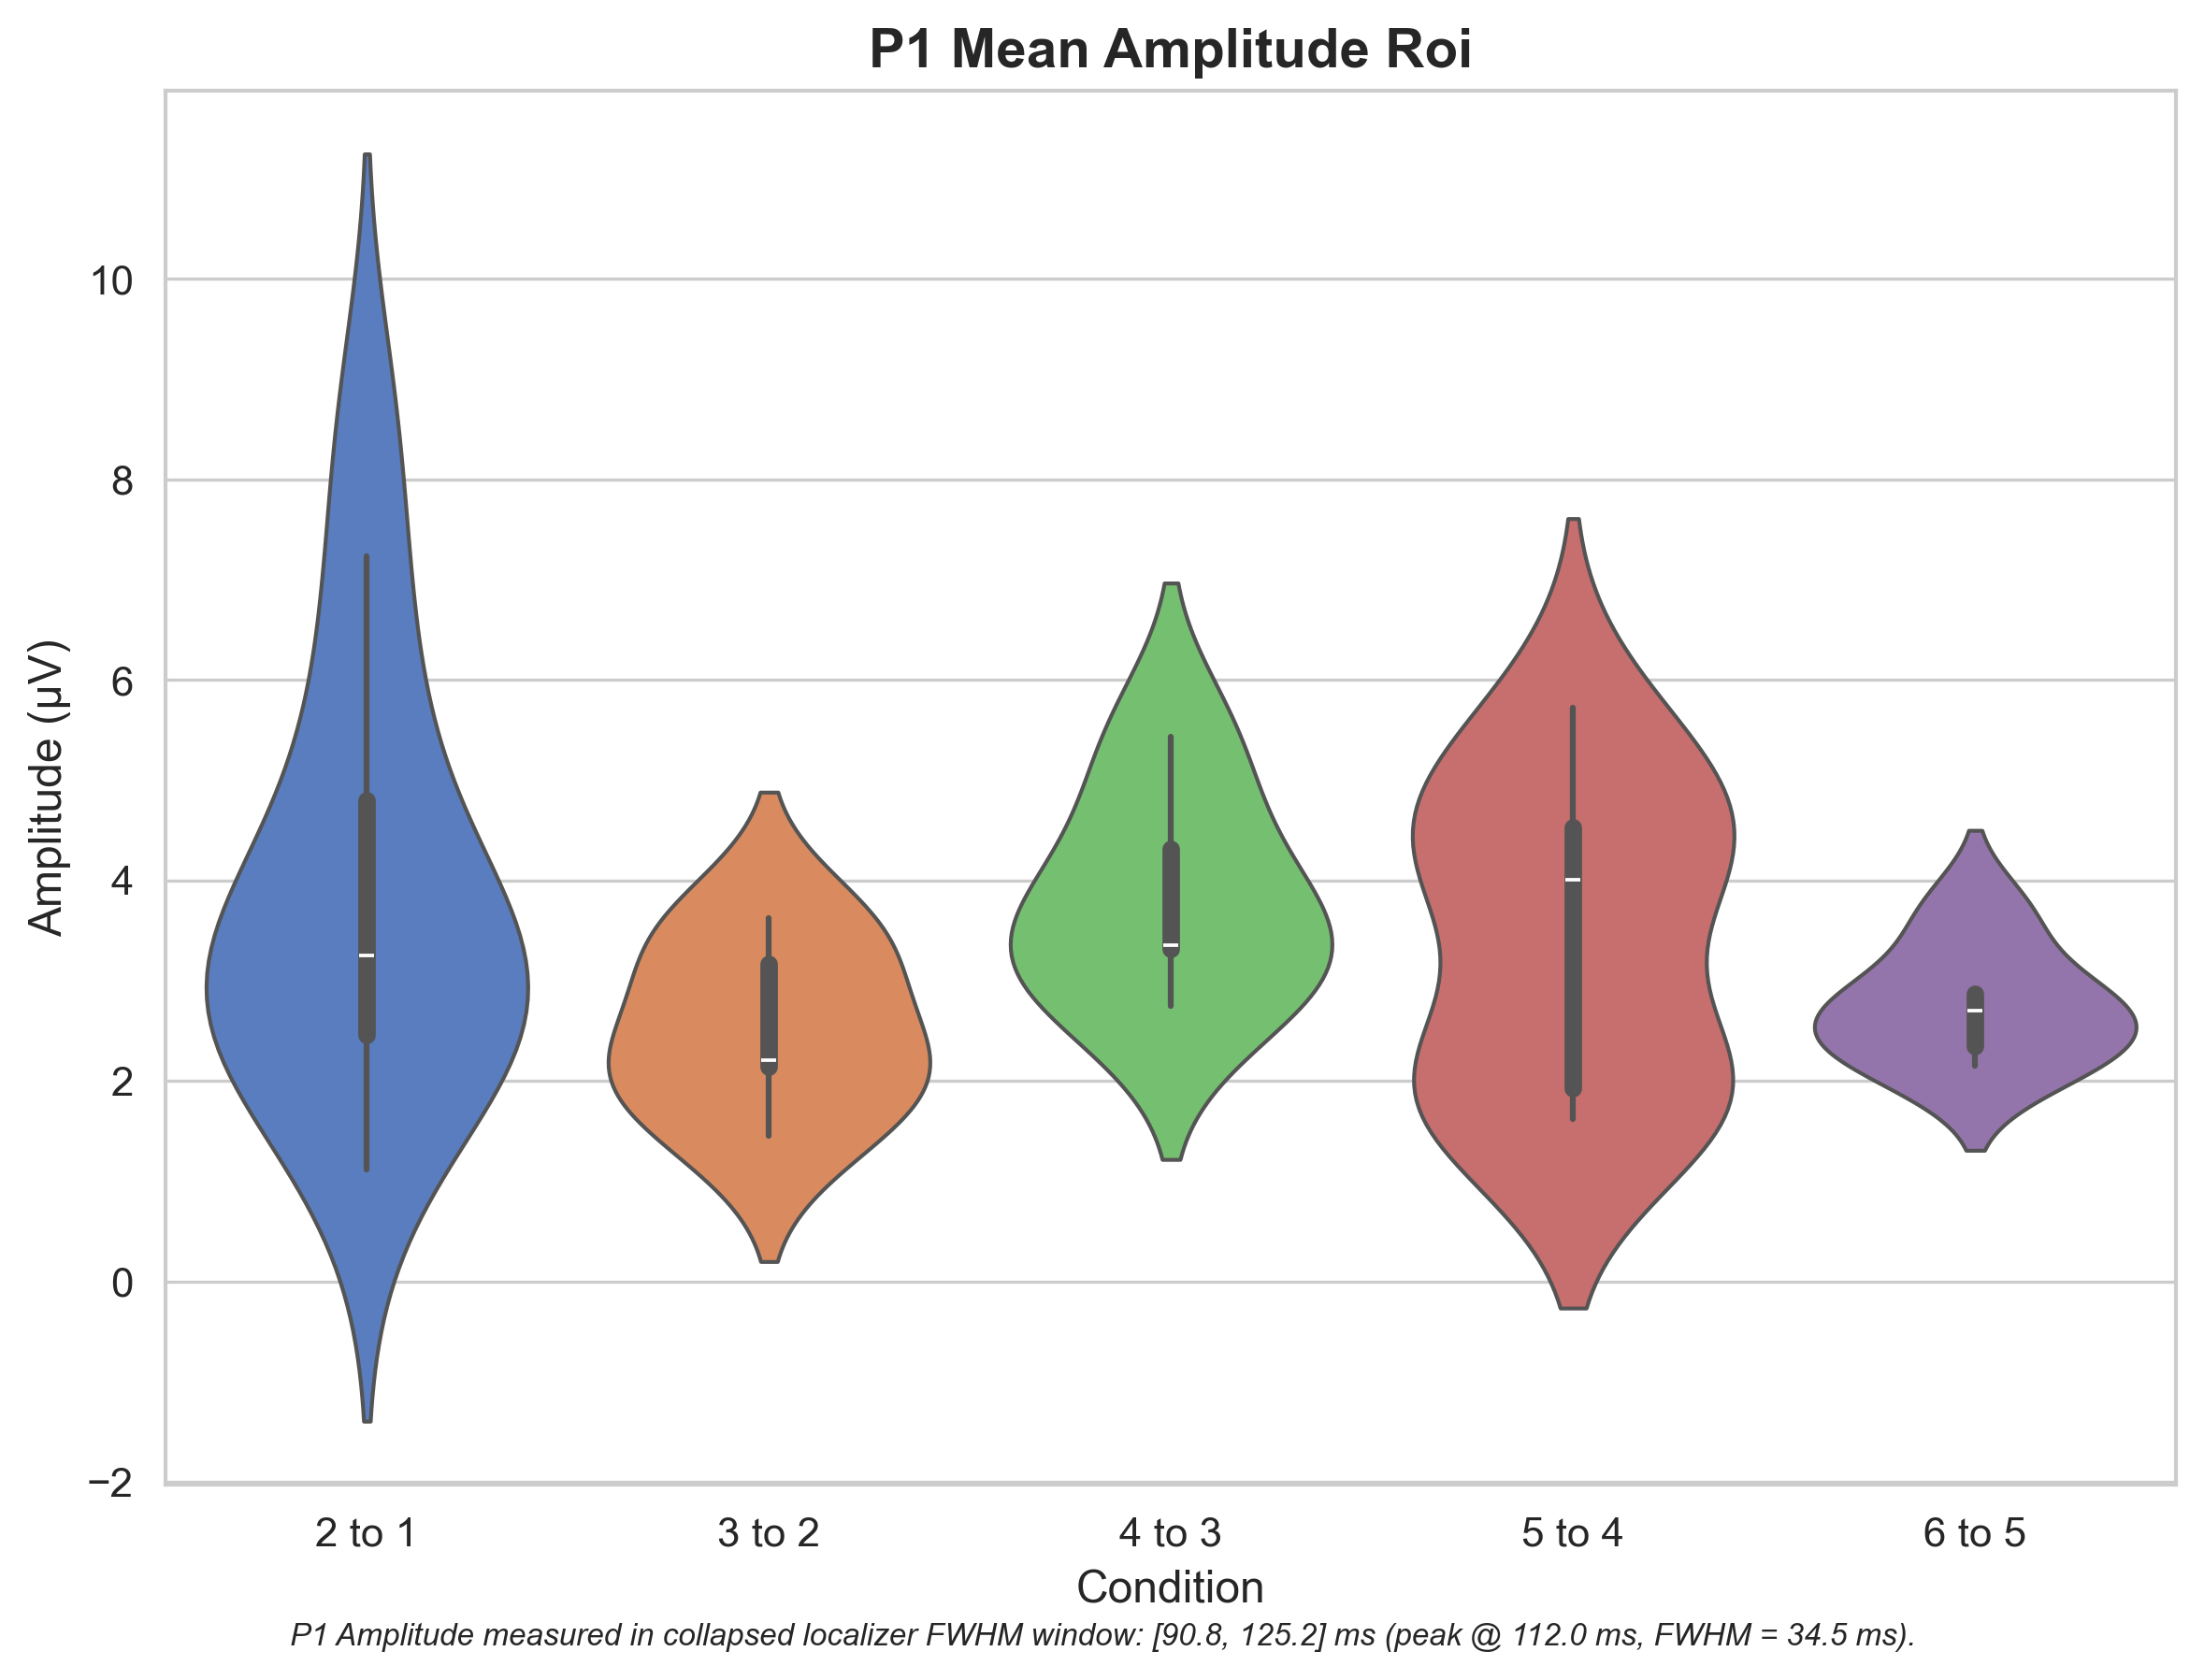 P1 Mean Amplitude Roi
Amplitude (µV)
10
8
6
4
2
0
−2
2 to 1
3 to 2
4 to 3
5 to 4
6 to 5
Condition
P1 Amplitude measured in collapsed localizer FWHM window: [90.8, 125.2] ms (peak @ 112.0 ms, FWHM = 34.5 ms).